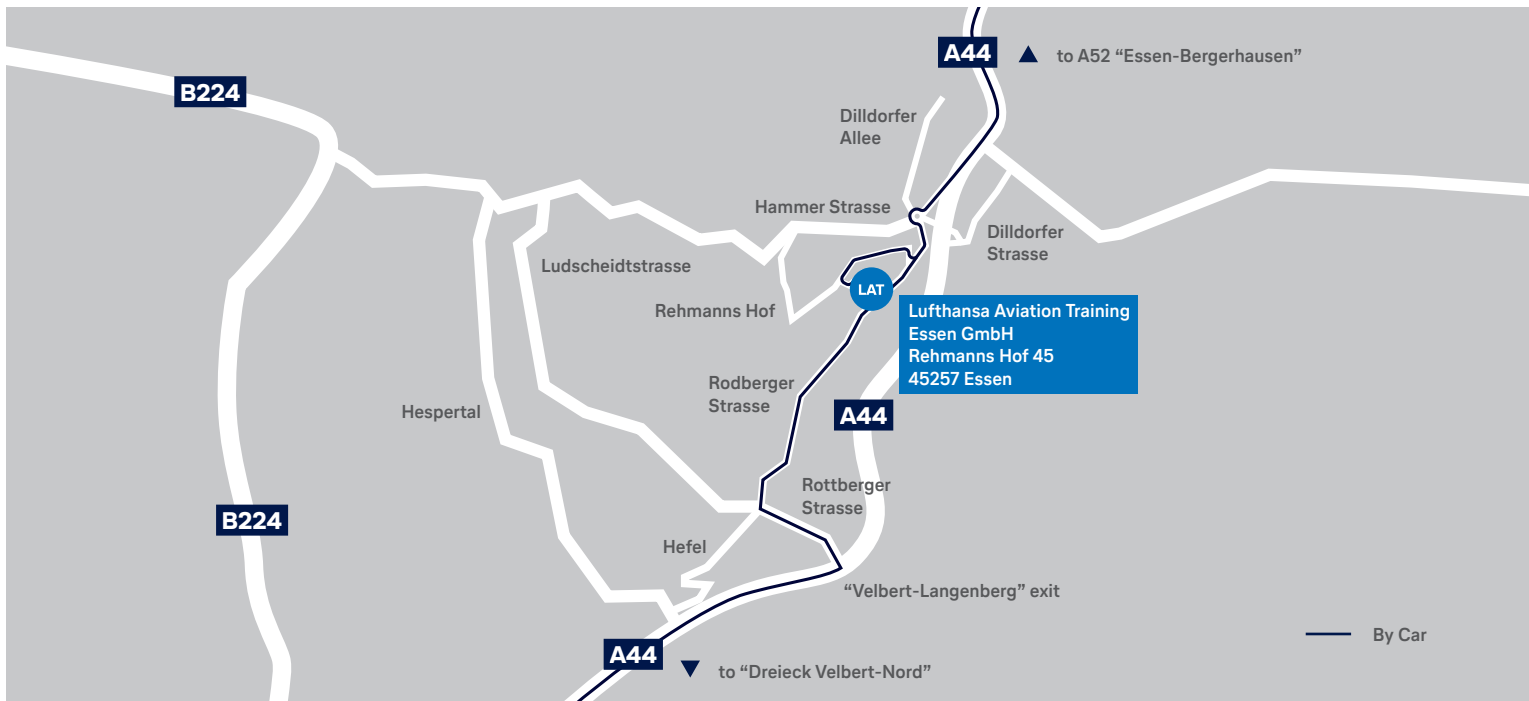 A44
to A52 “Essen-Bergerhausen”
B224
Dilldorfer
Allee
Hammer Strasse
Dilldorfer
Strasse
Ludscheidtstrasse
LAT
Rehmanns Hof
Lufthansa Aviation Training
Essen GmbH
Rehmanns Hof 45
45257 Essen
Rodberger
Strasse
Hespertal
A44
Rottberger
Strasse
B224
Hefel
“Velbert-Langenberg” exit
By Car
A44
to “Dreieck Velbert-Nord”